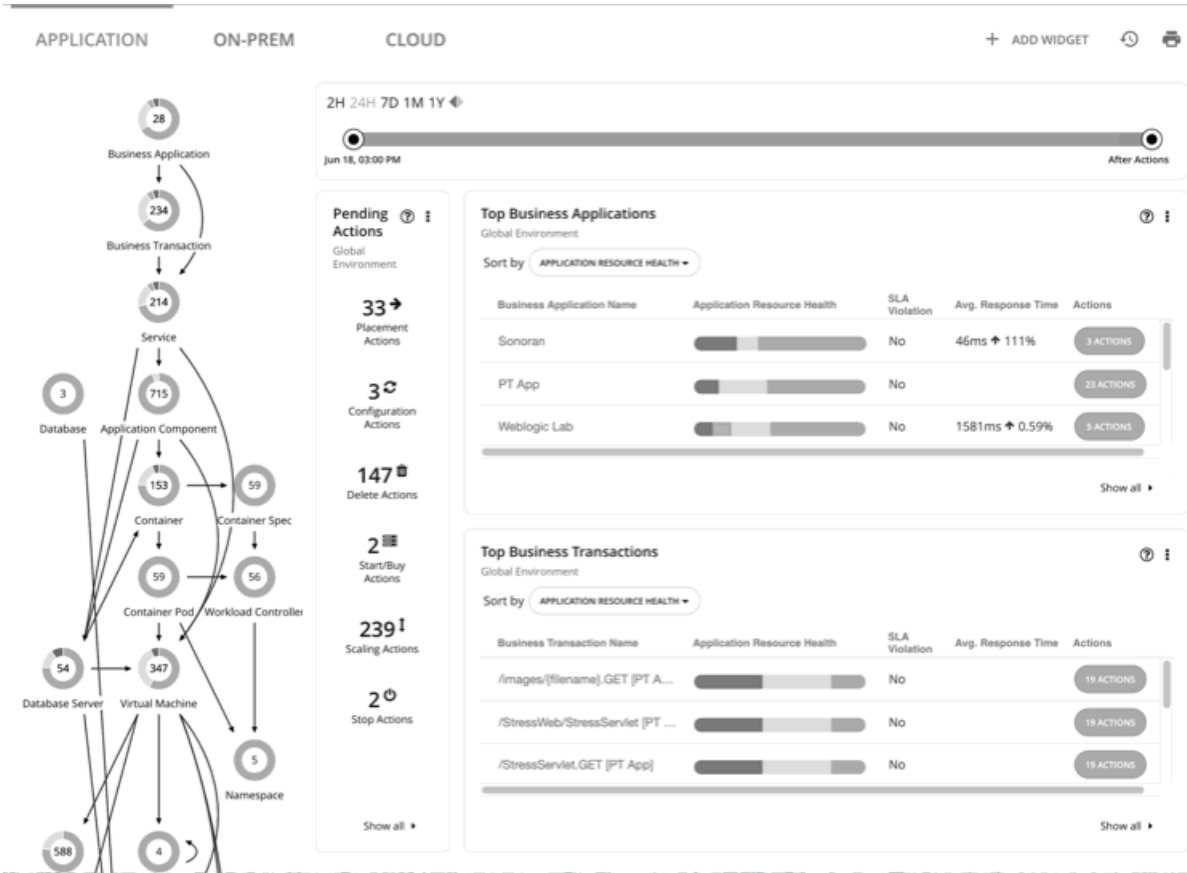 APPLICATION ON-PREM CLOUD
+ ADD WIDGET
28
Business Application
234
Business Transaction
214
Service
3
Database
715
Application Component
153
Container
59
Container Spec
59
Container Pod
56
Workload Controller
54
Database Server
347
Virtual Machine
5
Namespace
588
4
2H 24H 7D 1M 1Y
Jun 18, 03:00 PM After Actions
Pending
Actions
Global
Environment
33
Placement
Actions
3
Configuration
Actions
147
Delete Actions
2
Start/Buy
Actions
239
Scaling Actions
2
Stop Actions
Show all
Top Business Applications
Global Environment
Sort by APPLICATION RESOURCE HEALTH
Business Application Name Application Resource Health SLA Violation Avg. Response Time Actions
Sonoran No 46ms 111% 3 ACTIONS
PT App No 23 ACTIONS
Weblogic Lab No 1581ms 0.59% 5 ACTIONS
Show all
Top Business Transactions
Global Environment
Sort by APPLICATION RESOURCE HEALTH
Business Transaction Name Application Resource Health SLA Violation Avg. Response Time Actions
/images/{filename}.GET [PT A... No 19 ACTIONS
/StressWeb/StressServlet [PT ... No 19 ACTIONS
/StressServlet.GET [PT App] No 19 ACTIONS
Show all